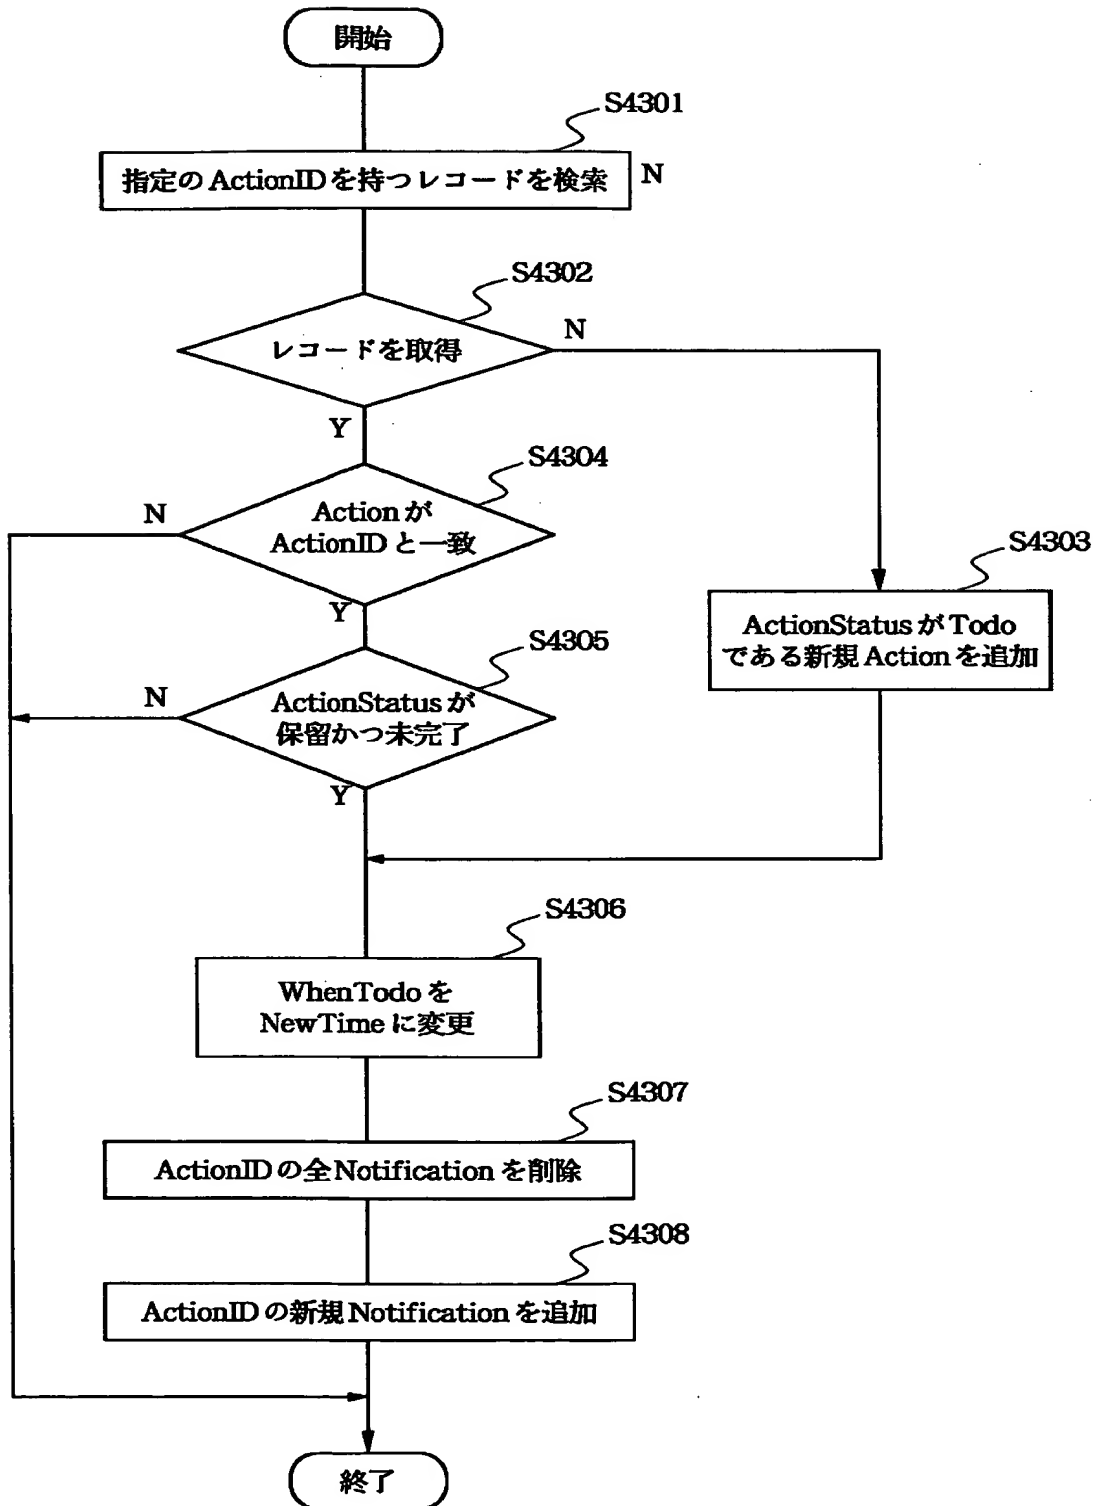 開始
S4301
指定のActionIDを持つレコードを検索
N
S4302
レコードを取得
N
Y
S4304
Actionが
ActionIDと一致
N
Y
S4303
ActionStatusがTodo
である新規Actionを追加
S4305
ActionStatusが
保留かつ未完了
N
Y
S4306
WhenTodoを
NewTimeに変更
S4307
ActionIDの全Notificationを削除
S4308
ActionIDの新規Notificationを追加
終了